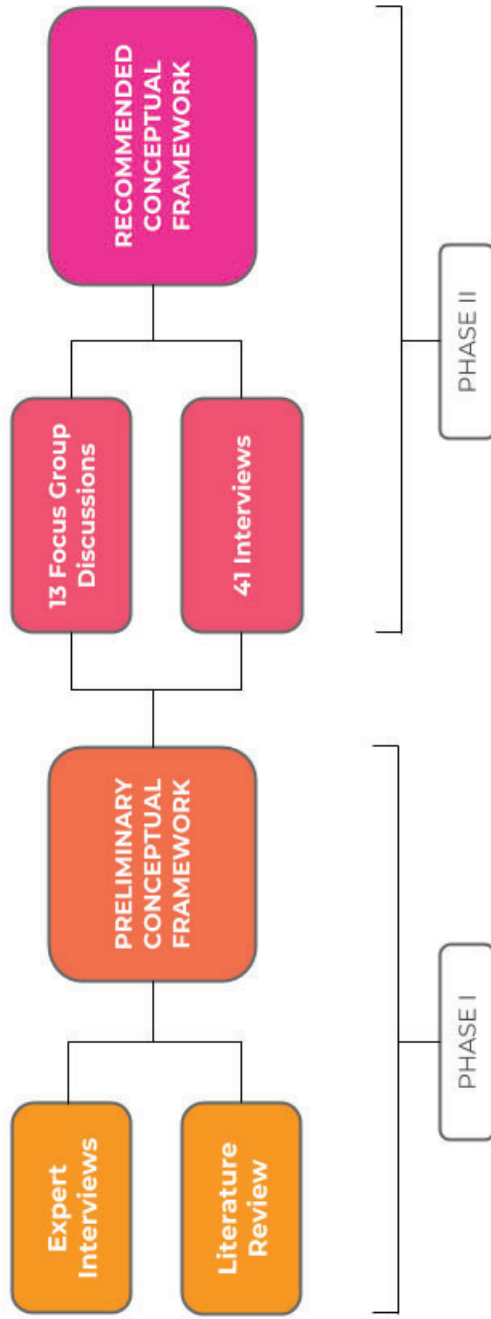 Expert
Interviews
Literature
Review
PRELIMINARY
CONCEPTUAL
FRAMEWORK
13 Focus Group
Discussions
41 Interviews
RECOMMENDED
CONCEPTUAL
FRAMEWORK
PHASE I
PHASE II